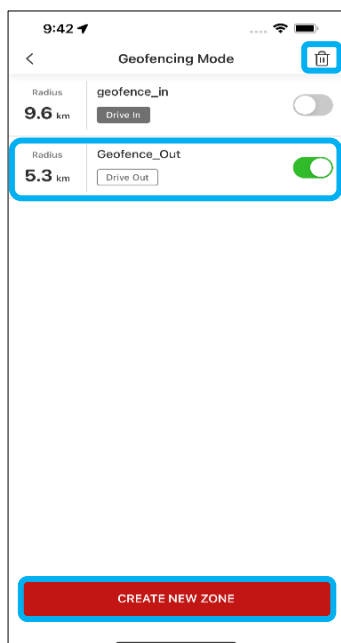 9:42
Geofencing Mode
Radius
9.6 km
geofence_in
Drive In
Radius
5.3 km
Geofence_Out
Drive Out
CREATE NEW ZONE